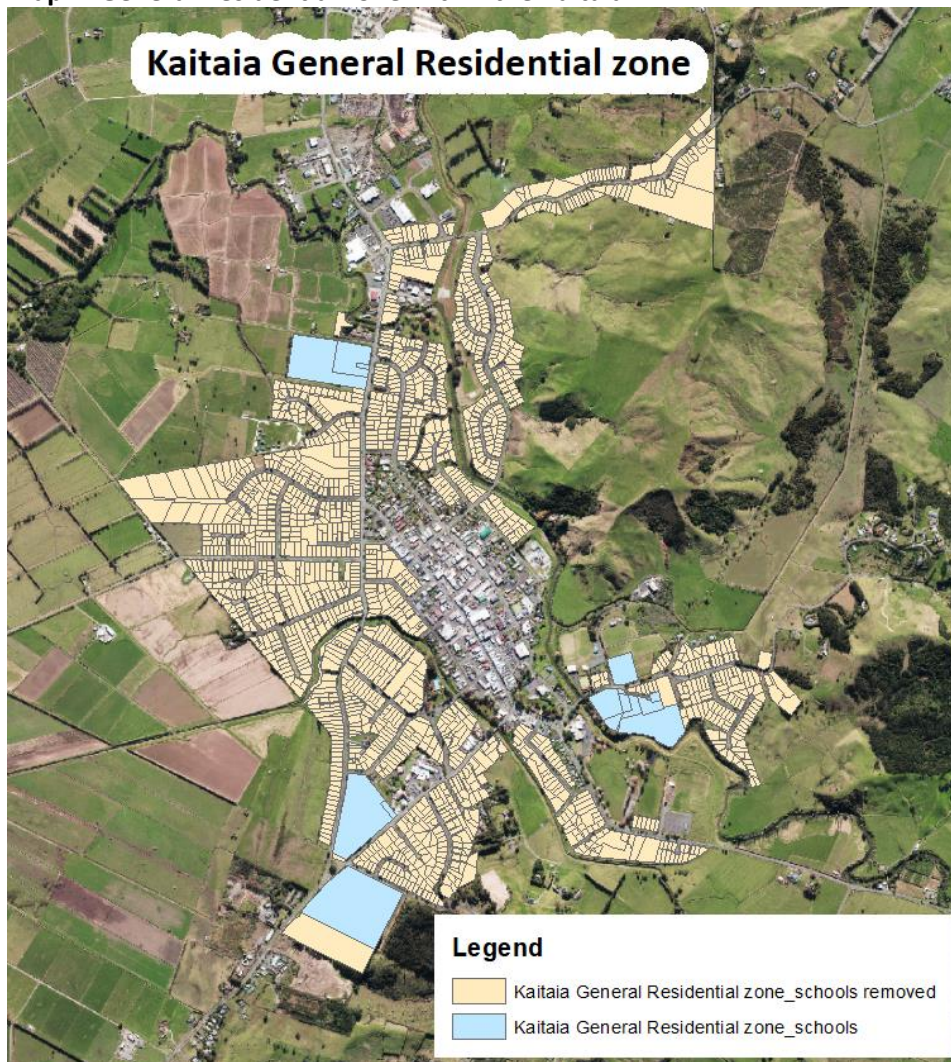 Kaitaia General Residential zone
Legend
Kaitaia General Residential zone_schools removed
Kaitaia General Residential zone_schools